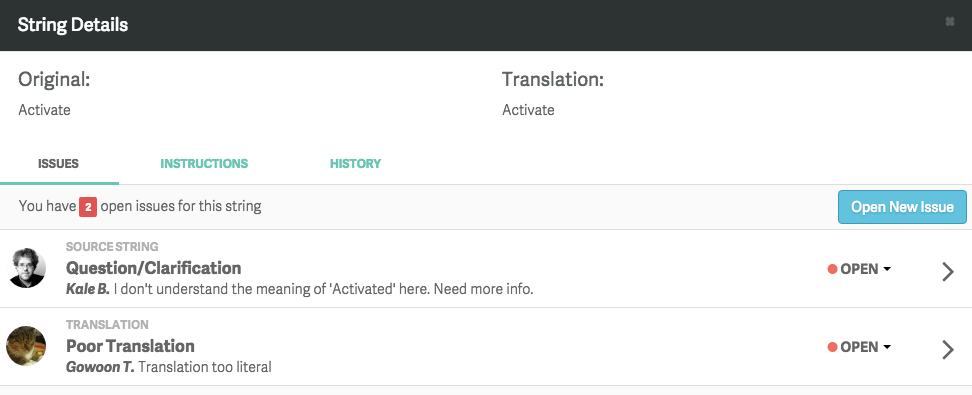 String Details
Original:
Translation:
Activate
Activate
ISSUES
INSTRUCTIONS
HISTORY
You have 2 open issues for this string
Open New Issue
SOURCE STRING
Question/Clarification
Kale B. I don't understand the meaning of 'Activated' here. Need more info.
OPEN
TRANSLATION
Poor Translation
Gowoon T. Translation too literal
OPEN